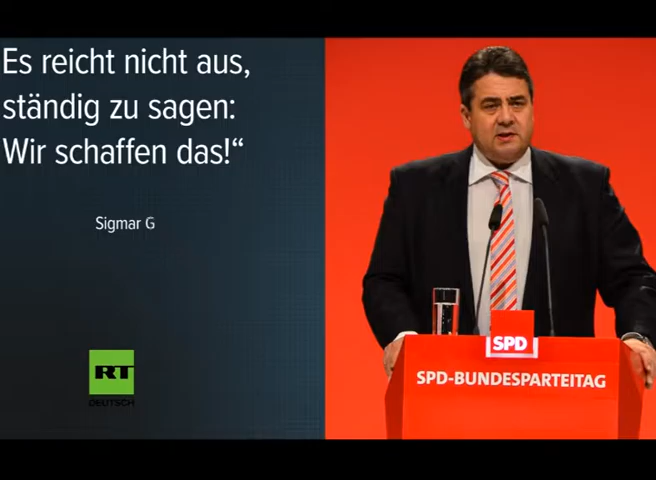 Es reicht nicht aus,
ständig zu sagen:
Wir schaffen das!“
Sigmar G
RT
DEUTSCH
SPD
SPD-BUNDESPARTEITAG